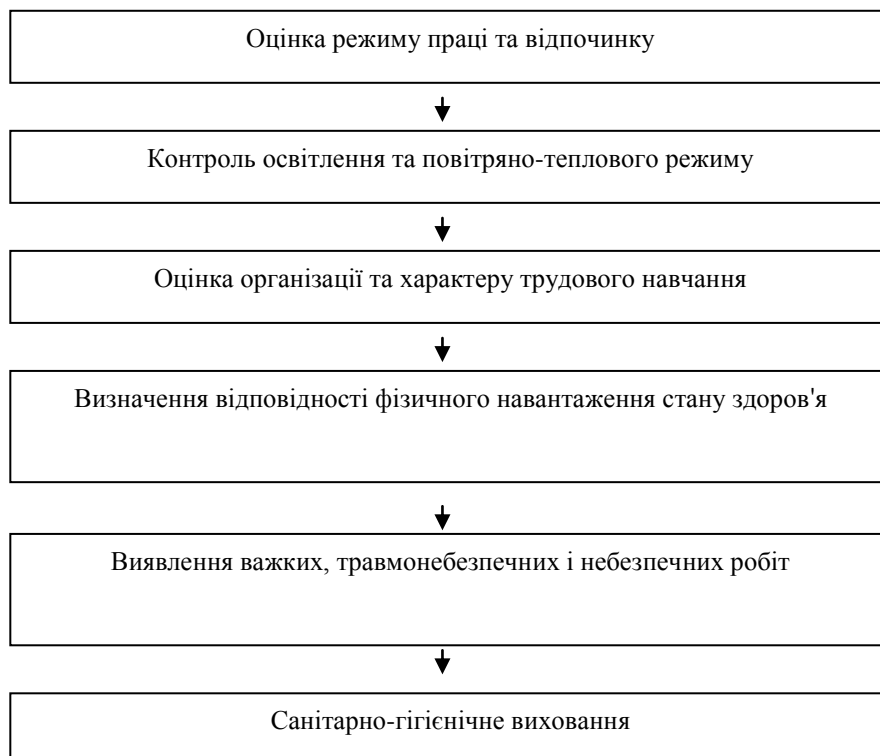 Оцінка режиму праці та відпочинку
Контроль освітлення та повітряно-теплового режиму
Оцінка організації та характеру трудового навчання
Визначення відповідності фізичного навантаження стану здоров'я
Виявлення важких, травмонебезпечних і небезпечних робіт
Санітарно-гігієнічне виховання